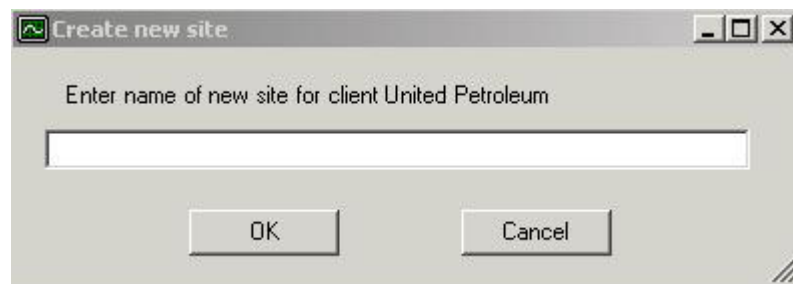 Create new site
Enter name of new site for client United Petroleum
OK
Cancel